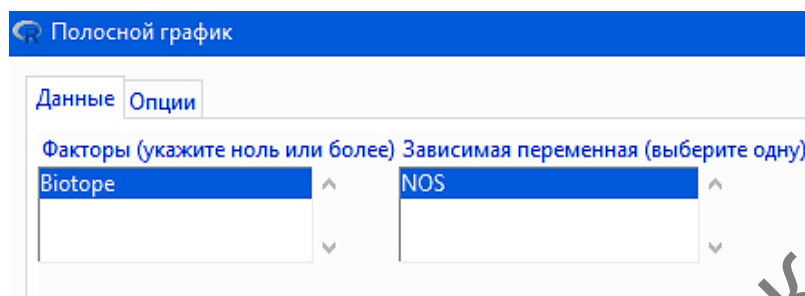 Полосной график
Данные Опции
Факторы (укажите ноль или более) Зависимая переменная (выберите одну)
Biotope NOS